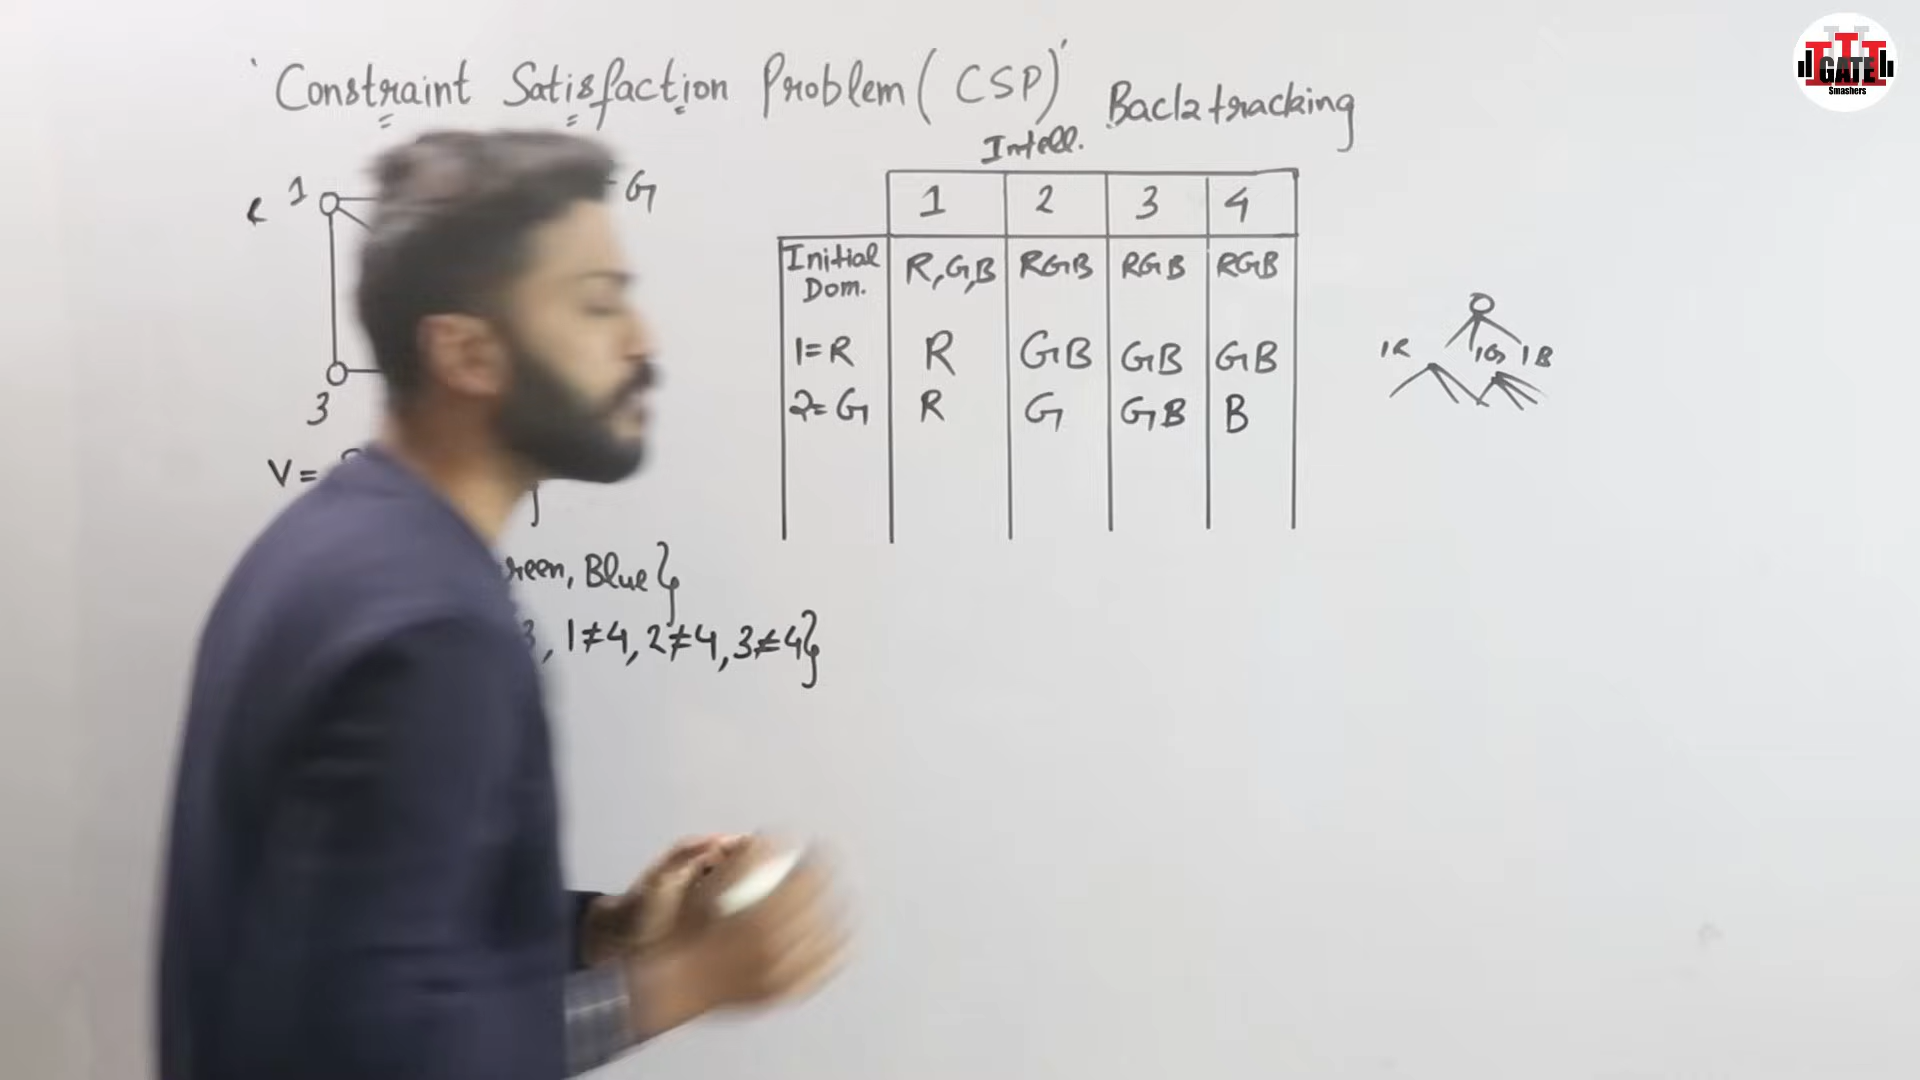 'Constraint Satisfaction Problem (CSP)'
Backtracking
Intell.
1
G
3
V =
reen, Blue}
, 1≠4, 2≠4, 3≠4}
1 2 3 4
Initial Dom. R,G,B RGB RGB RGB
1=R R GB GB GB
2=G R G GB B
1R 1G 1B
GATE
Smashers